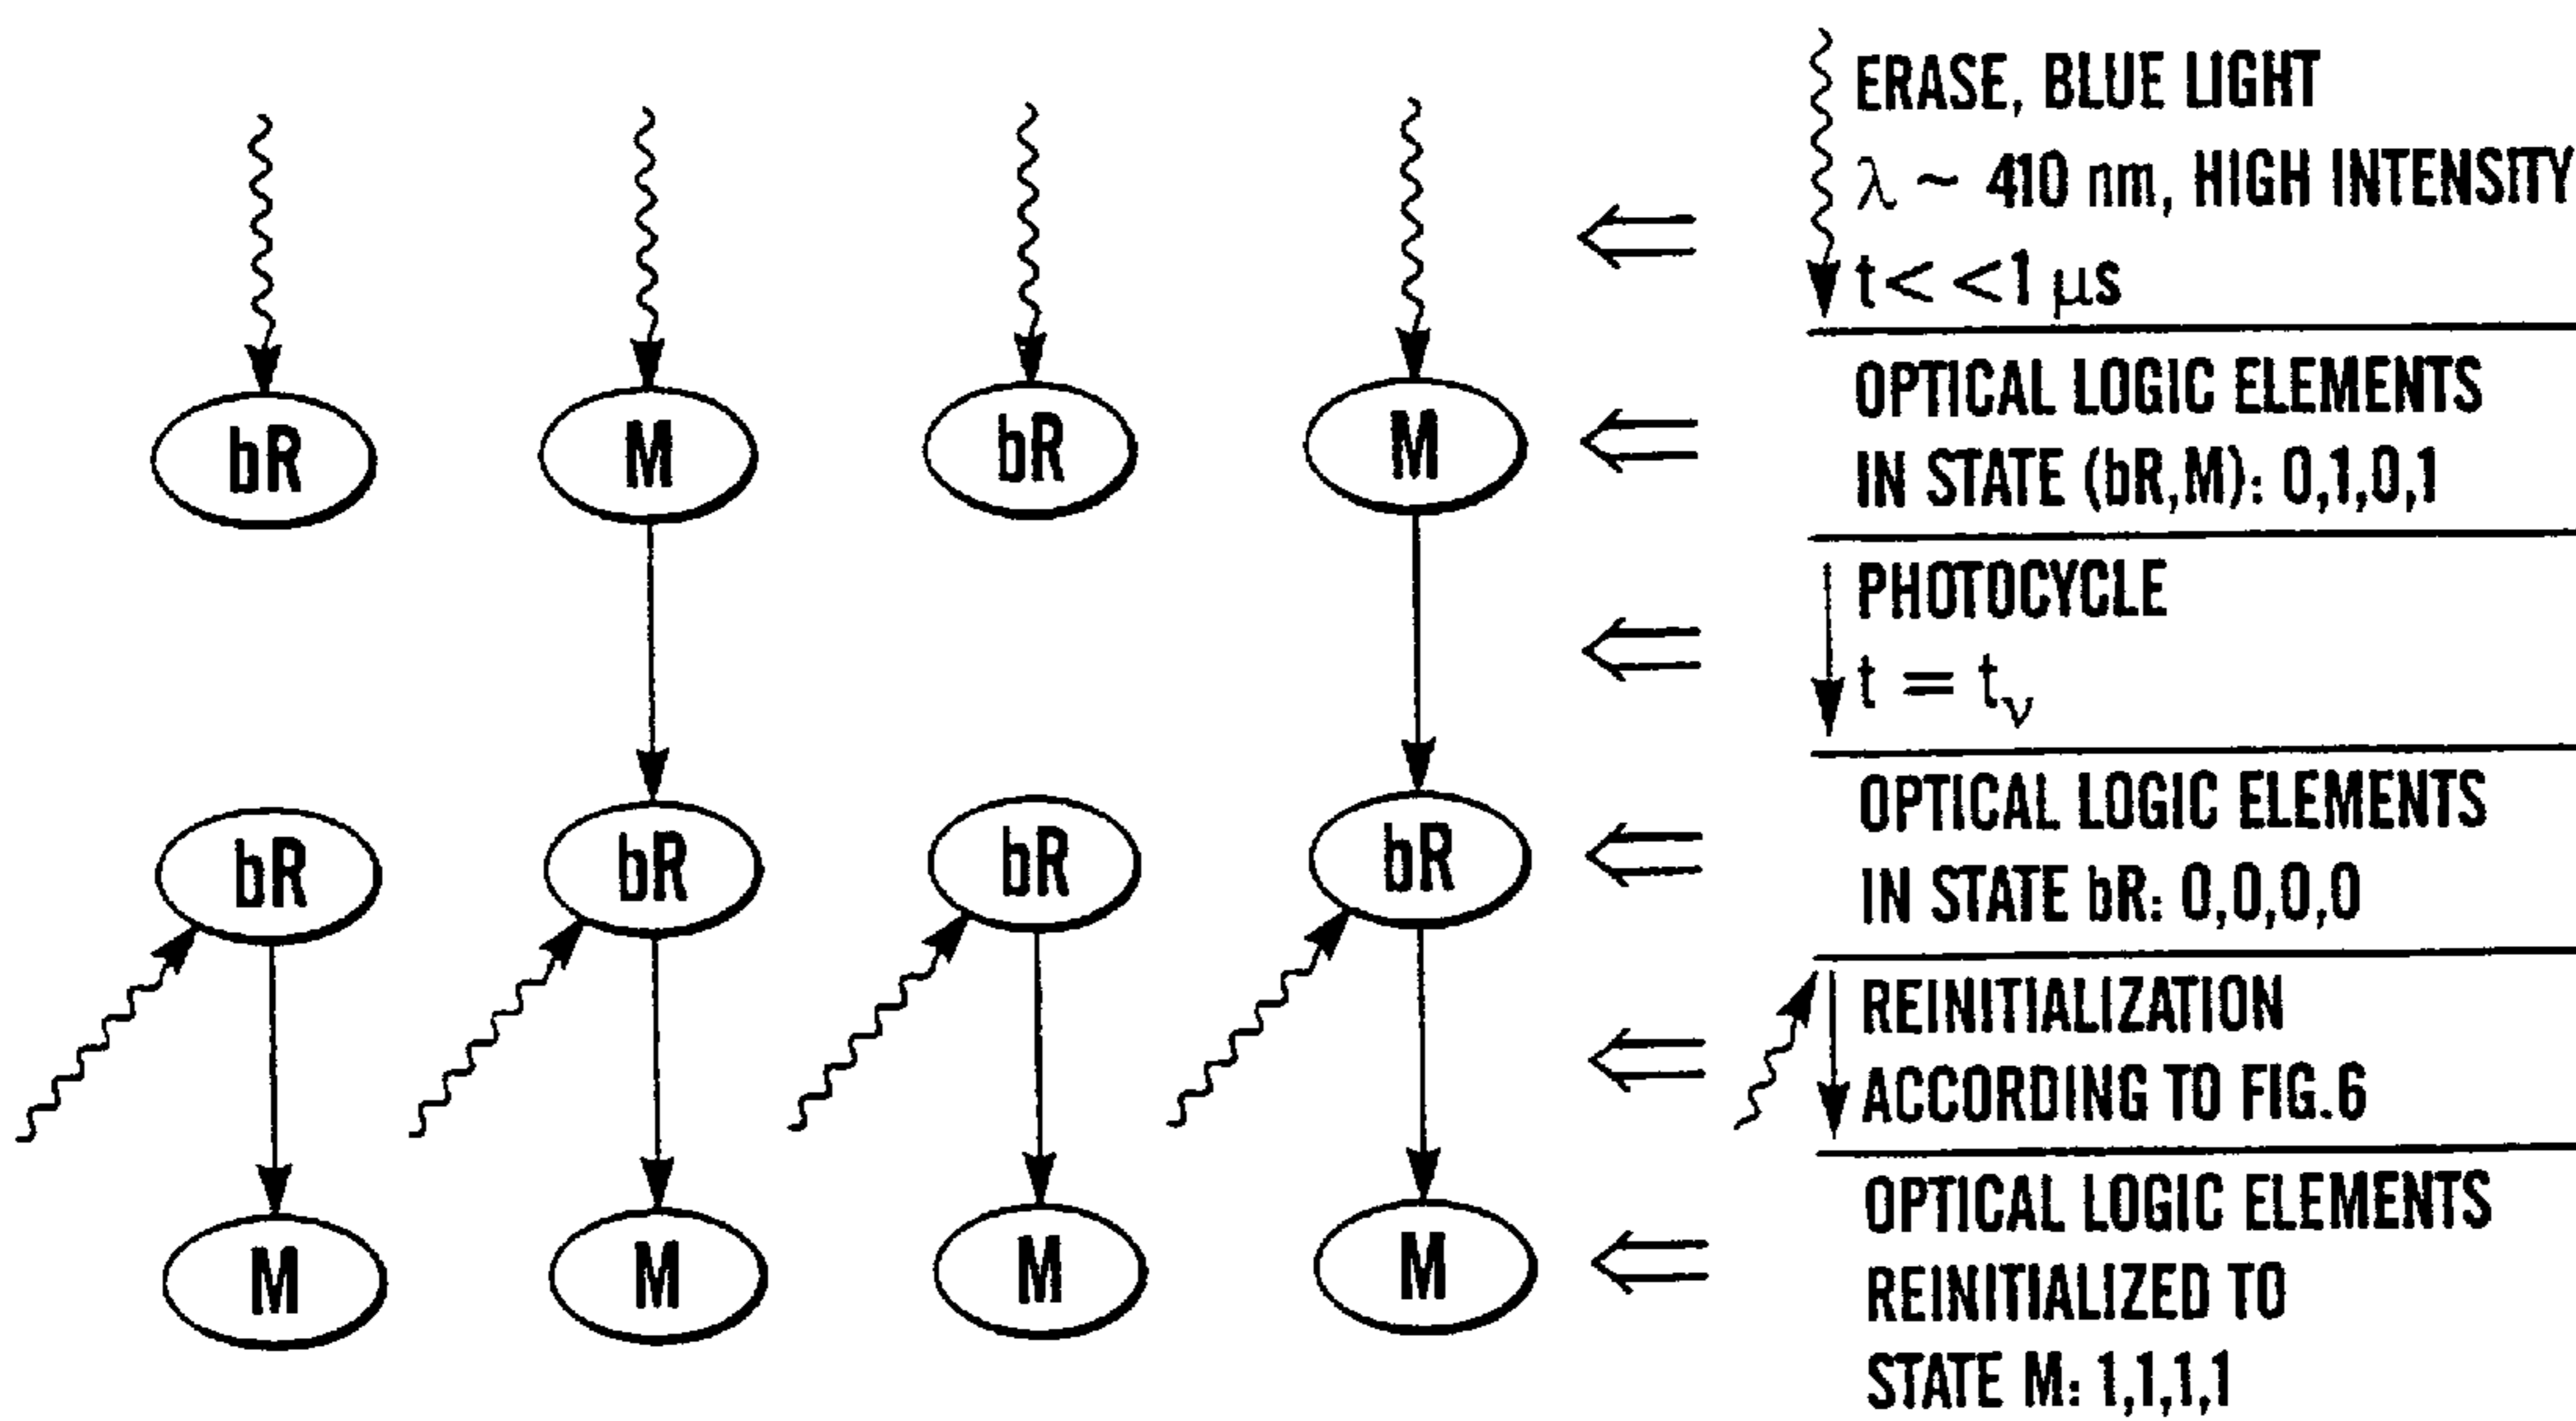 ERASE, BLUE LIGHT
λ ~ 410 nm, HIGH INTENSITY
t< <1 μs
bR M bR M
OPTICAL LOGIC ELEMENTS
IN STATE (bR,M): 0,1,0,1
PHOTOCYCLE
t = tν
bR bR bR bR
OPTICAL LOGIC ELEMENTS
IN STATE bR: 0,0,0,0
REINITIALIZATION
ACCORDING TO FIG.6
M M M M
OPTICAL LOGIC ELEMENTS
REINITIALIZED TO
STATE M: 1,1,1,1